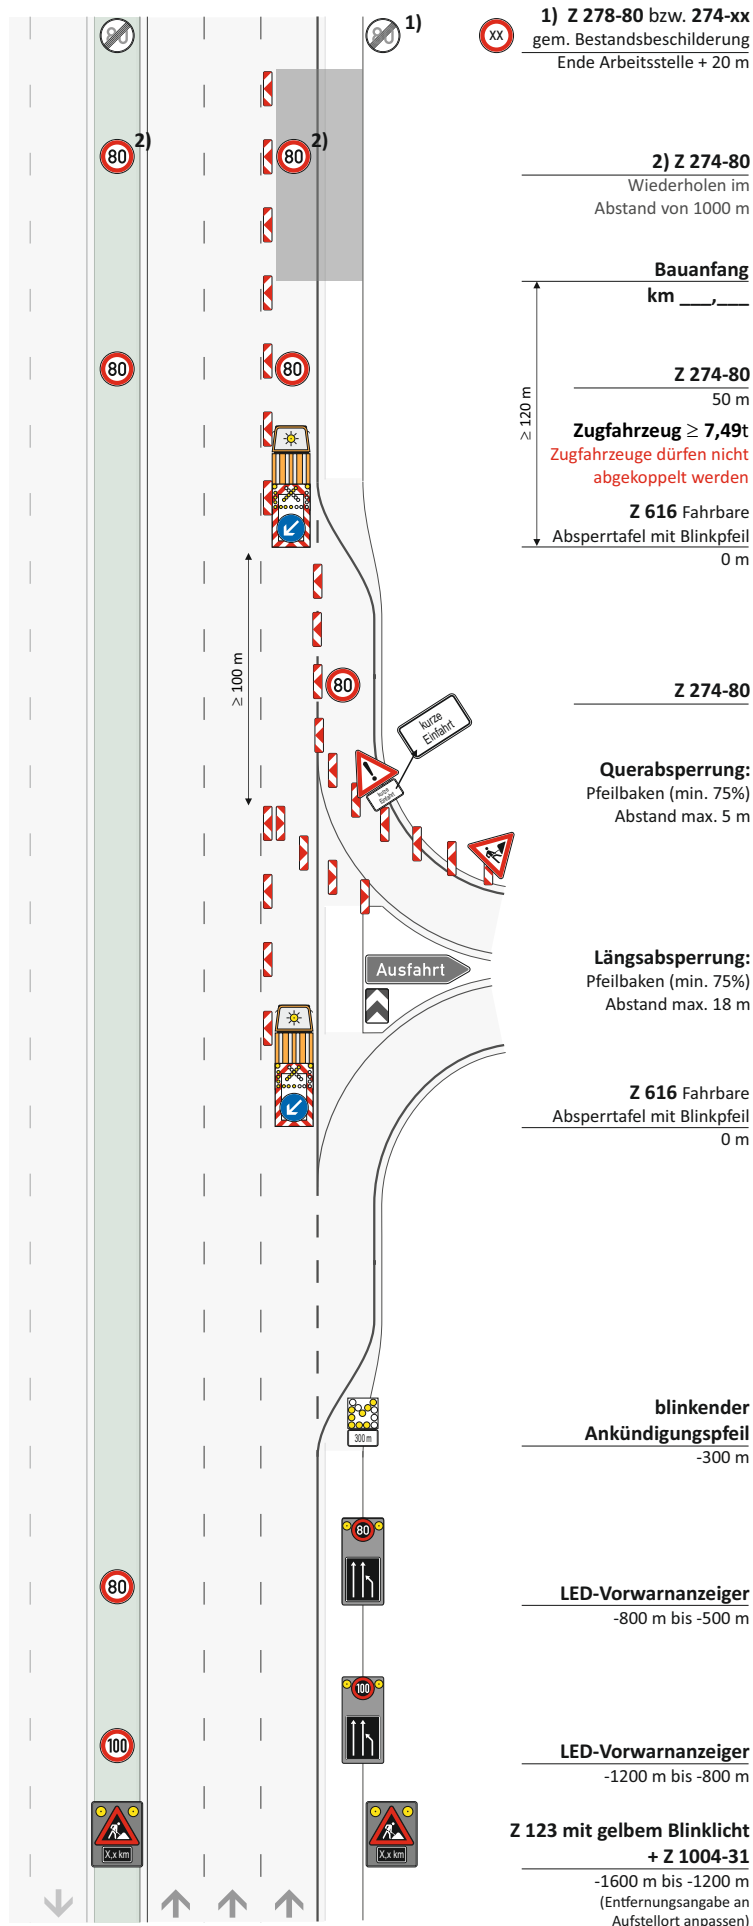 80
80
1)
XX
1) Z 278-80 bzw. 274-xx
gem. Bestandsbeschilderung
Ende Arbeitsstelle + 20 m
80
2)
80
2)
2) Z 274-80
Wiederholen im
Abstand von 1000 m
Bauanfang
km ___,___
80
80
≥ 120 m
Z 274-80
50 m
Zugfahrzeug ≥ 7,49t
Zugfahrzeuge dürfen nicht
abgekoppelt werden
Z 616 Fahrbare
Absperrtafel mit Blinkpfeil
0 m
≥ 100 m
80
Z 274-80
kurze
Einfahrt
kurze
Einfahrt
Querabsperrung:
Pfeilbaken (min. 75%)
Abstand max. 5 m
Ausfahrt
Längsabsperrung:
Pfeilbaken (min. 75%)
Abstand max. 18 m
Z 616 Fahrbare
Absperrtafel mit Blinkpfeil
0 m
300 m
blinkender
Ankündigungspfeil
-300 m
80
80
LED-Vorwarnanzeiger
-800 m bis -500 m
100
100
LED-Vorwarnanzeiger
-1200 m bis -800 m
X,x km
X,x km
Z 123 mit gelbem Blinklicht
+ Z 1004-31
-1600 m bis -1200 m
(Entfernungsangabe an
Aufstellort anpassen)